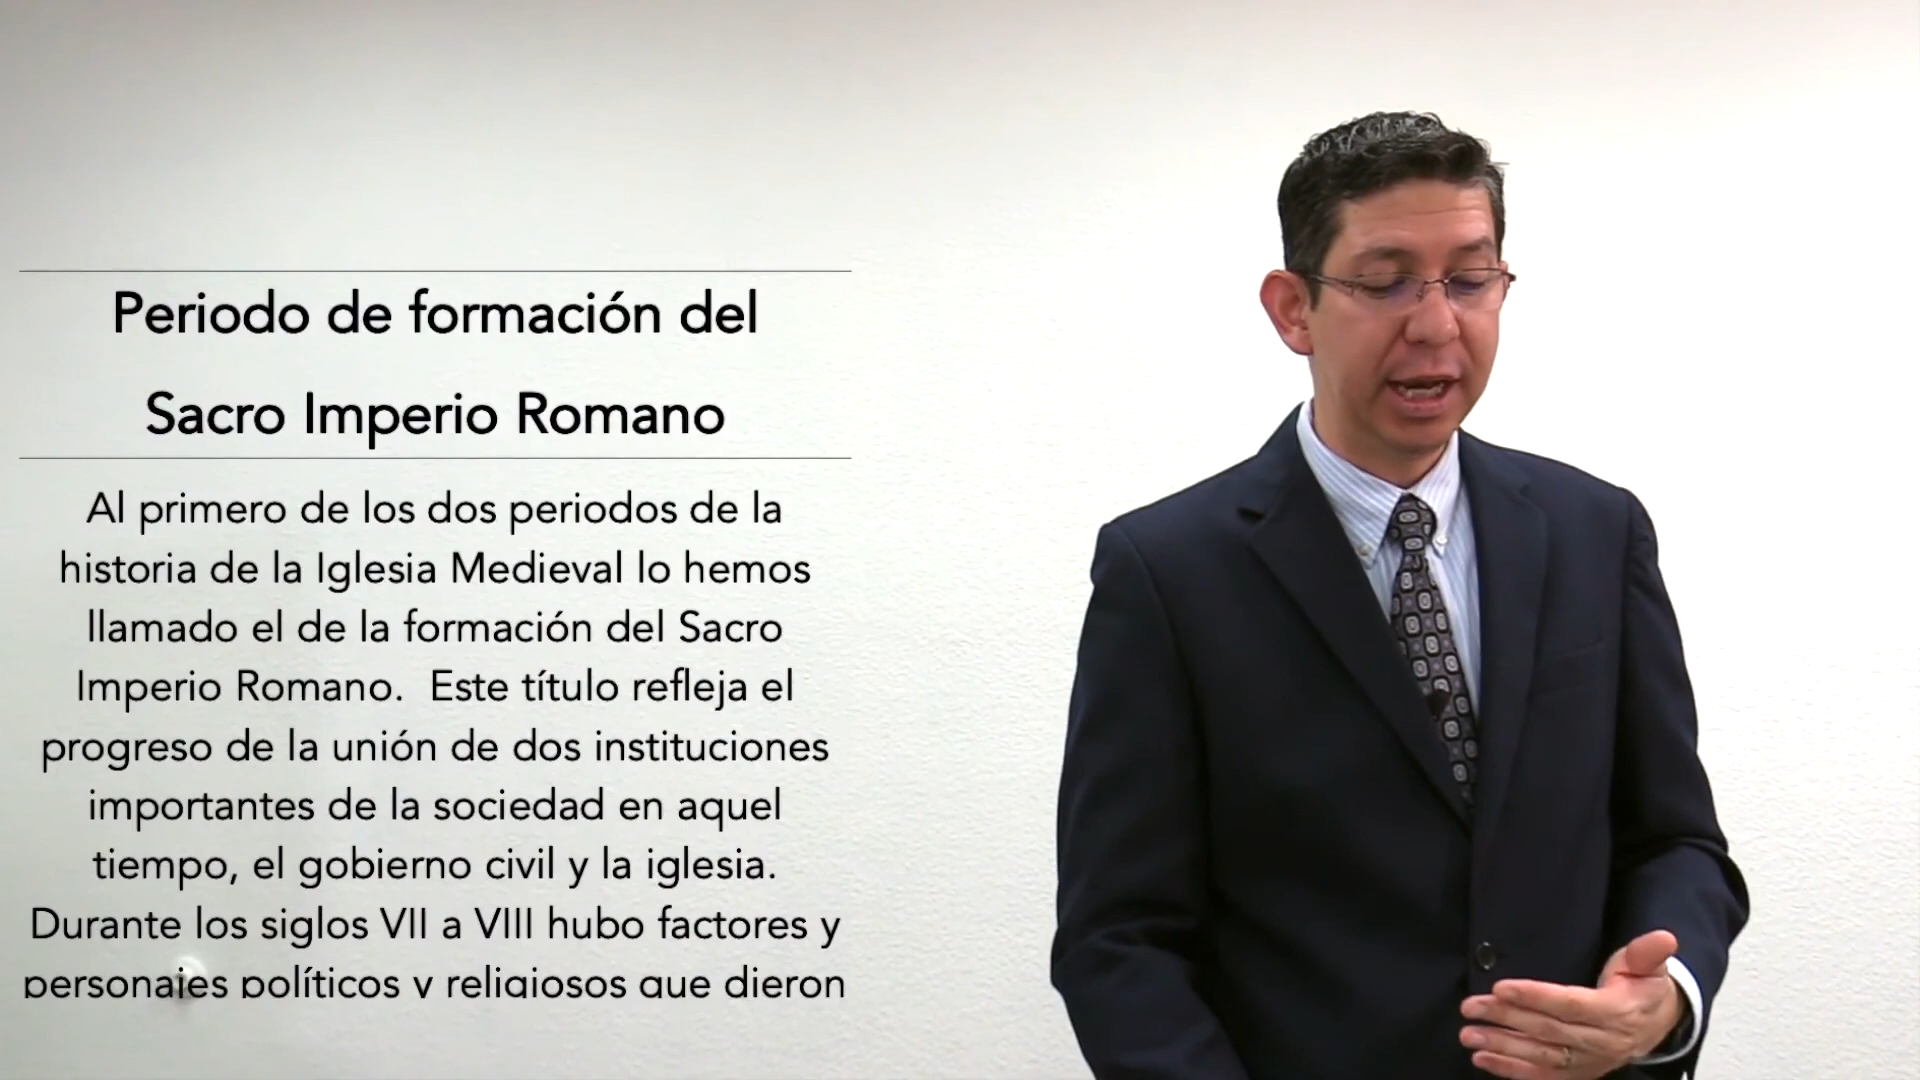 Periodo de formación del
Sacro Imperio Romano
Al primero de los dos periodos de la
historia de la Iglesia Medieval lo hemos
llamado el de la formación del Sacro
Imperio Romano.  Este título refleja el
progreso de la unión de dos instituciones
importantes de la sociedad en aquel
tiempo, el gobierno civil y la iglesia.
Durante los siglos VII a VIII hubo factores y
personajes políticos y religiosos que dieron